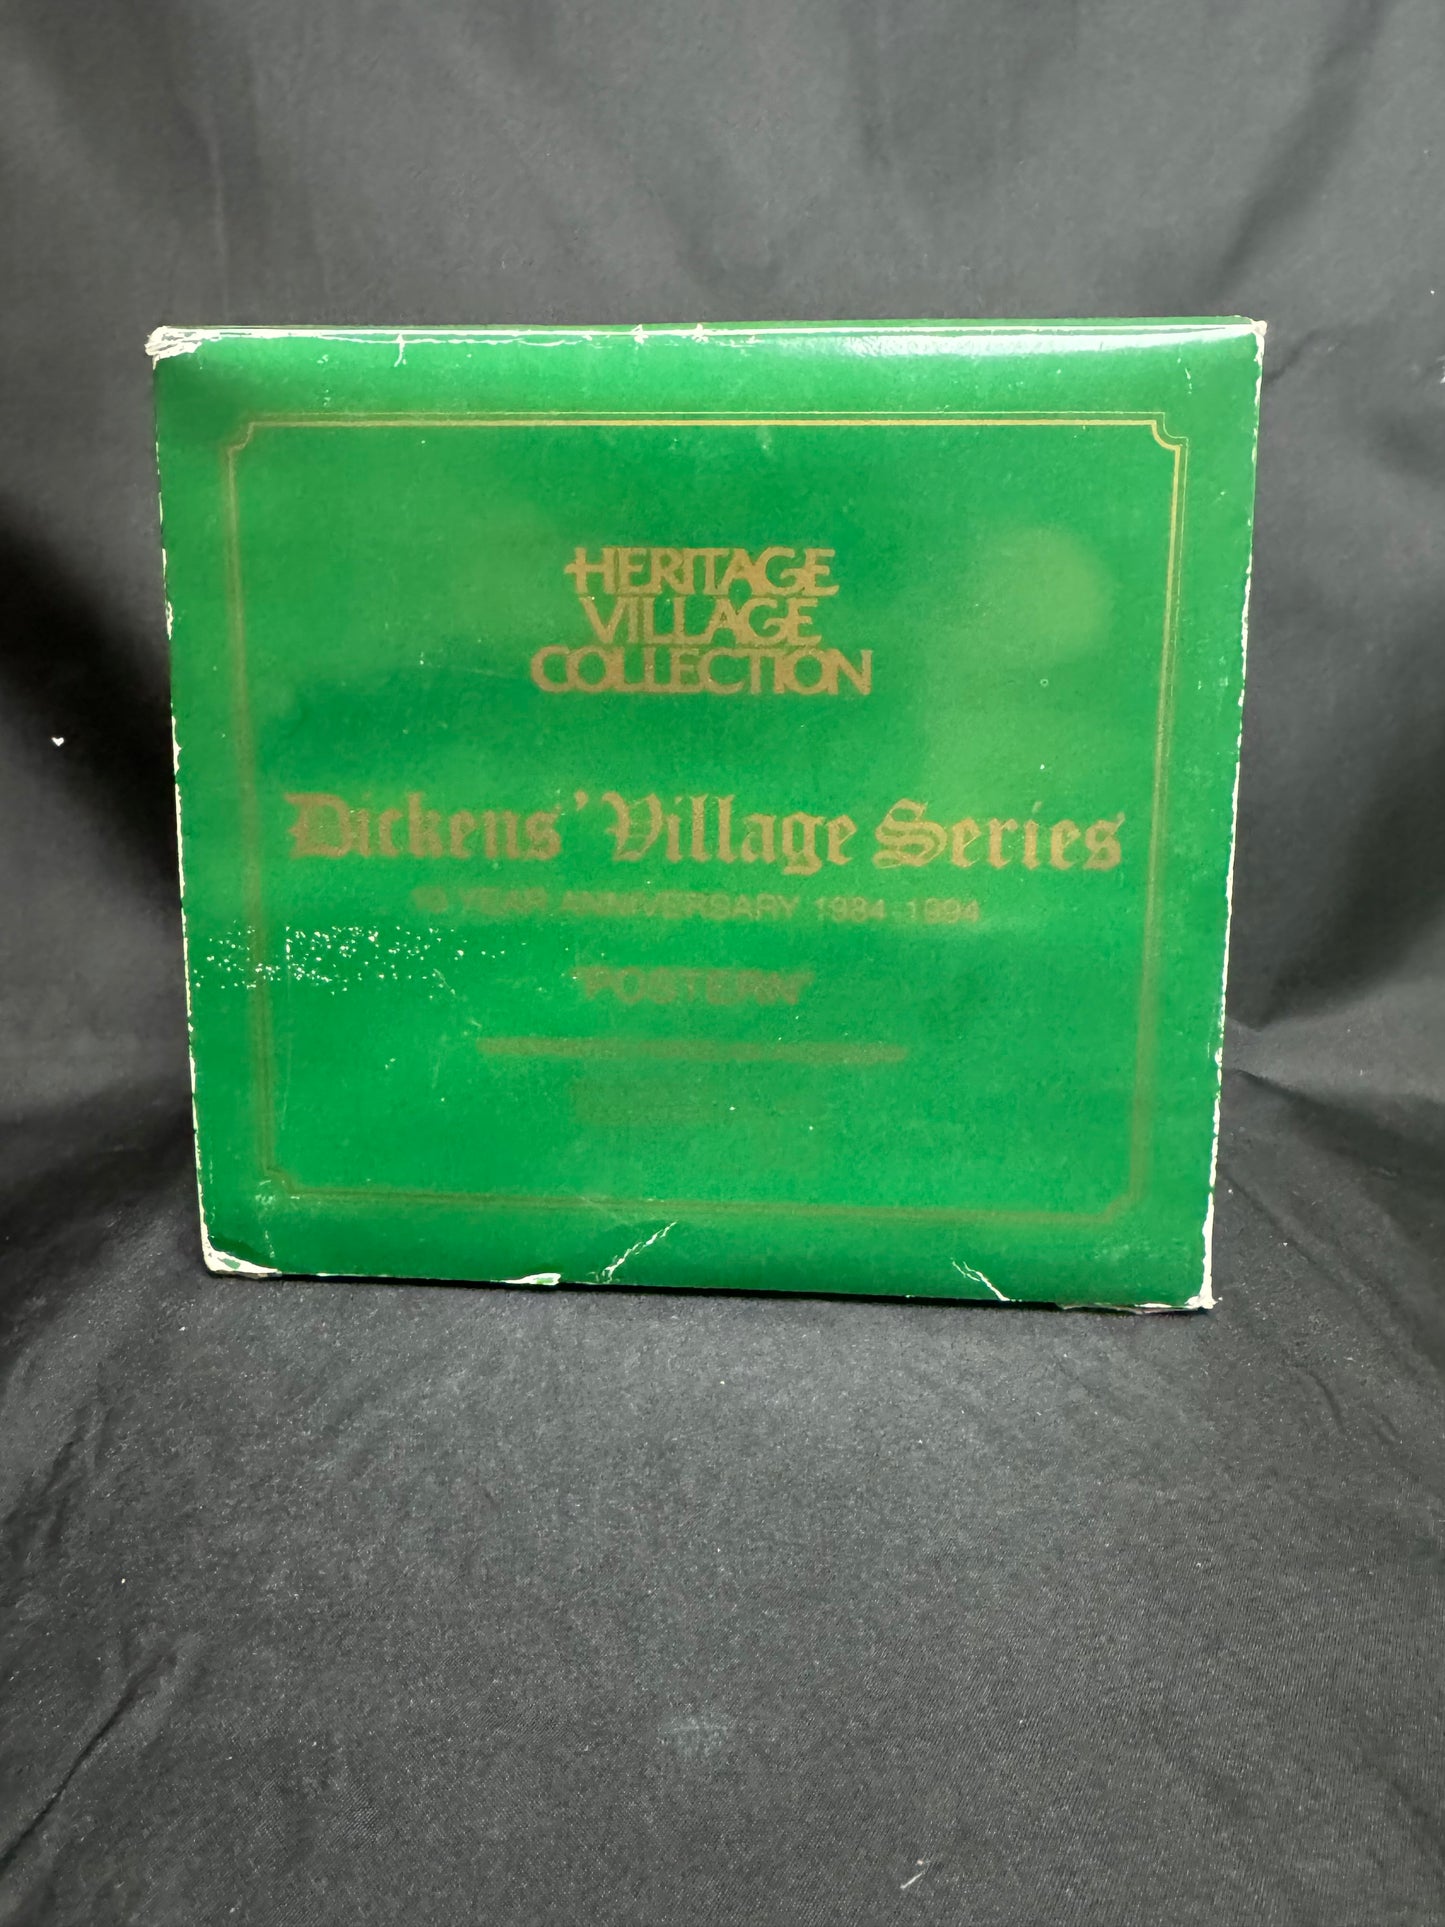 HERITAGE
VILLAGE
COLLECTION
Dickens' Village Series
10 YEAR ANNIVERSARY 1984-1994
"POSTERN"